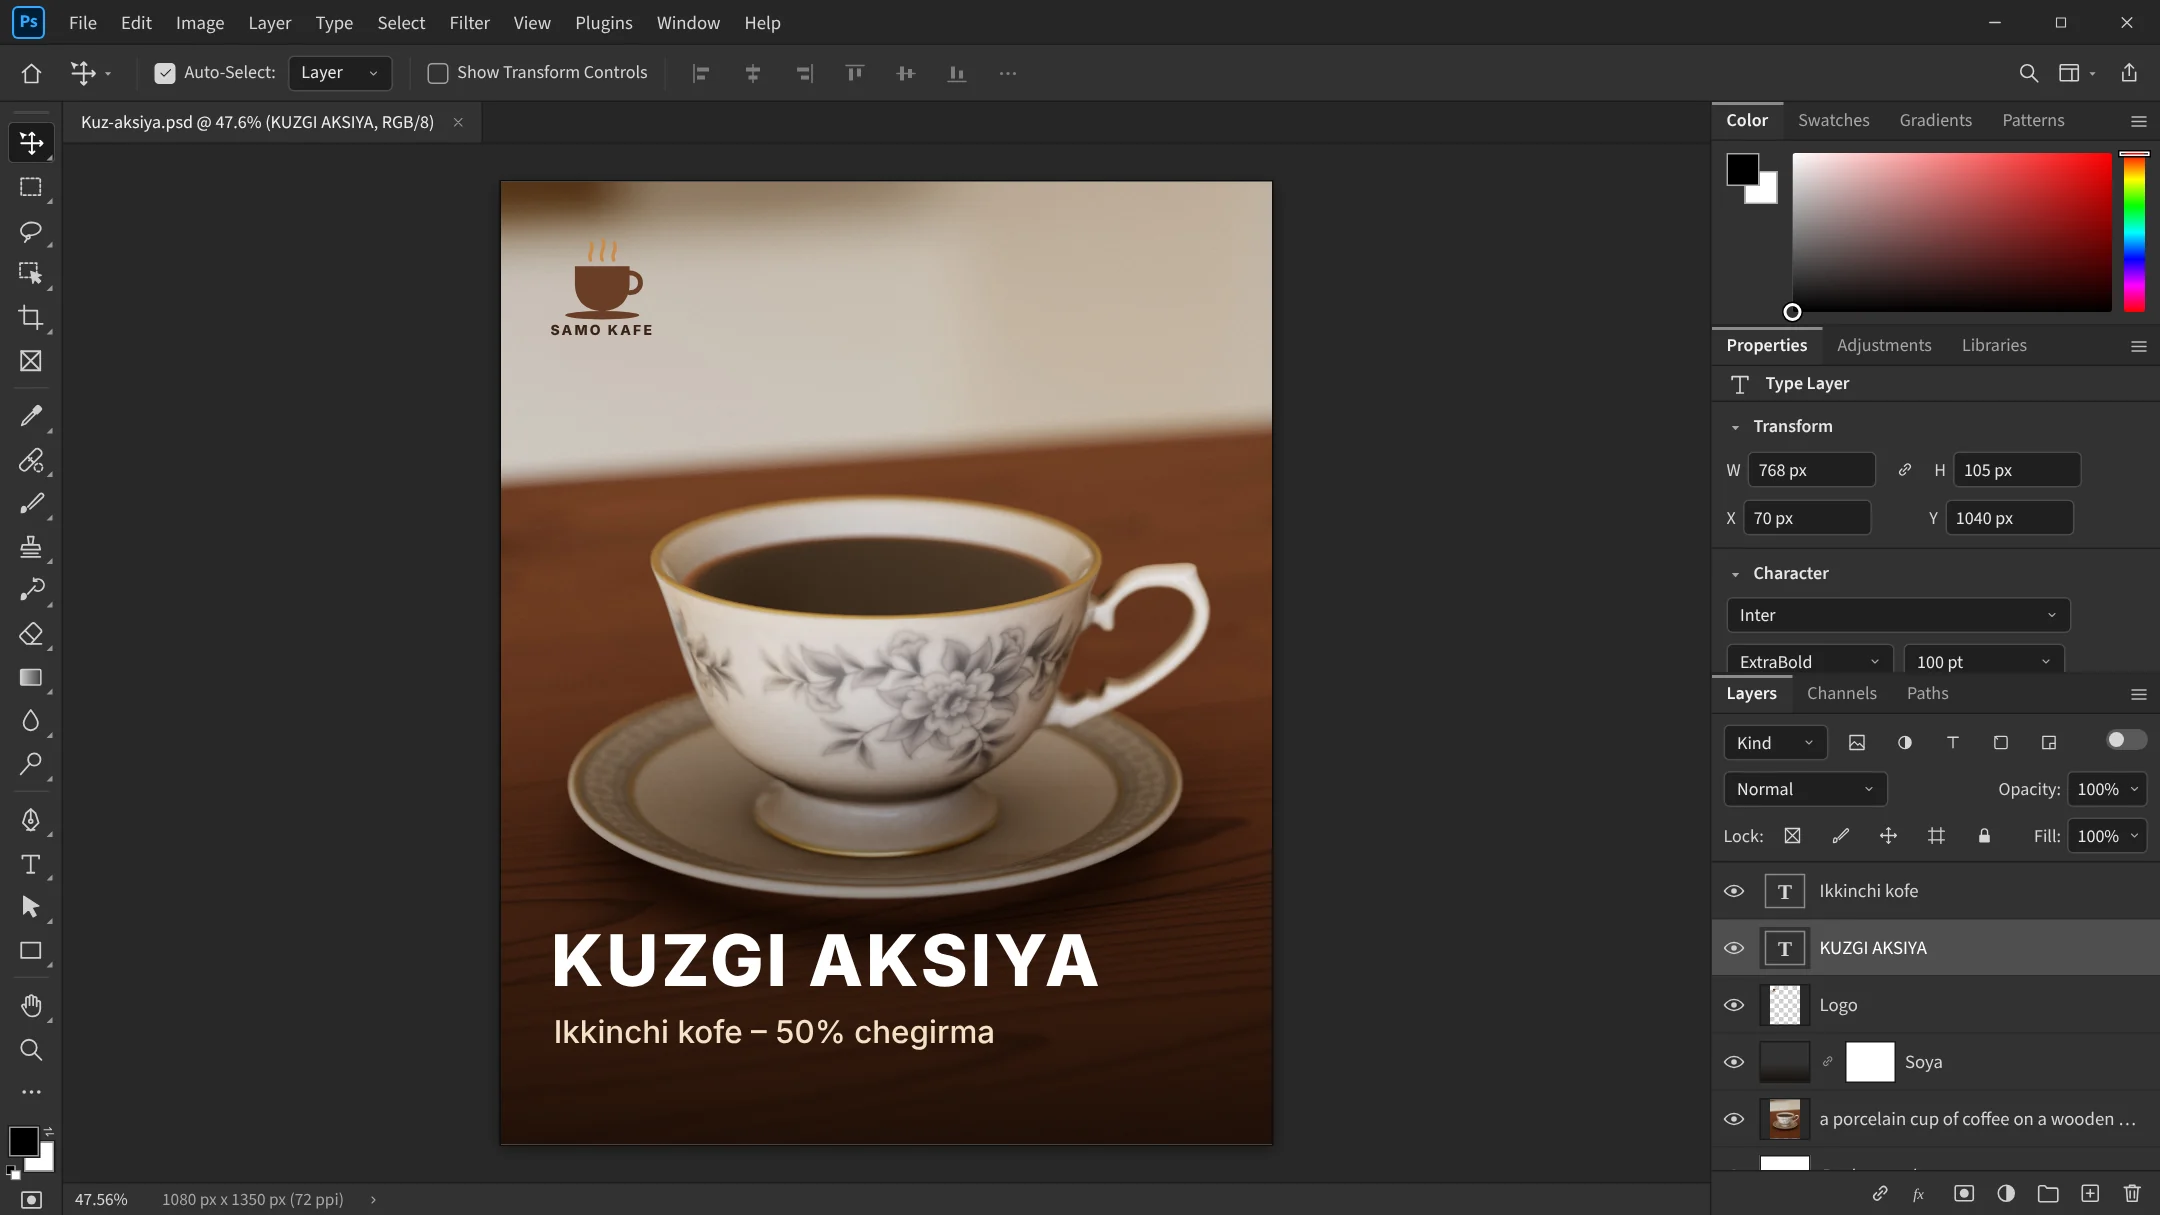 Ps File Edit Image Layer Type Select Filter View Plugins Window Help
Auto-Select: Layer Show Transform Controls
Kuz-aksiya.psd @ 47.6% (KUZGI AKSIYA, RGB/8)
SAMO KAFE
KUZGI AKSIYA
Ikkinchi kofe – 50% chegirma
47.56% 1080 px x 1350 px (72 ppi)
Color Swatches Gradients Patterns
Properties Adjustments Libraries
Type Layer
Transform
W 768 px H 105 px
X 70 px Y 1040 px
Character
Inter
ExtraBold 100 pt
Layers Channels Paths
Kind
Normal Opacity: 100%
Lock: Fill: 100%
T Ikkinchi kofe
T KUZGI AKSIYA
Logo
Soya
a porcelain cup of coffee on a wooden ...
fx